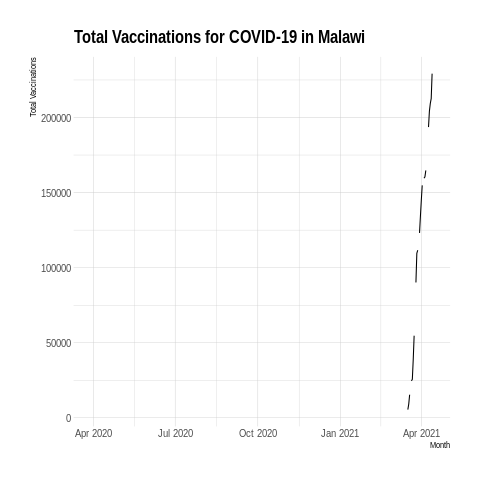 Total Vaccinations for COVID-19 in Malawi
Total Vaccinations
200000
150000
100000
50000
0
Apr 2020 Jul 2020 Oct 2020 Jan 2021 Apr 2021
Month